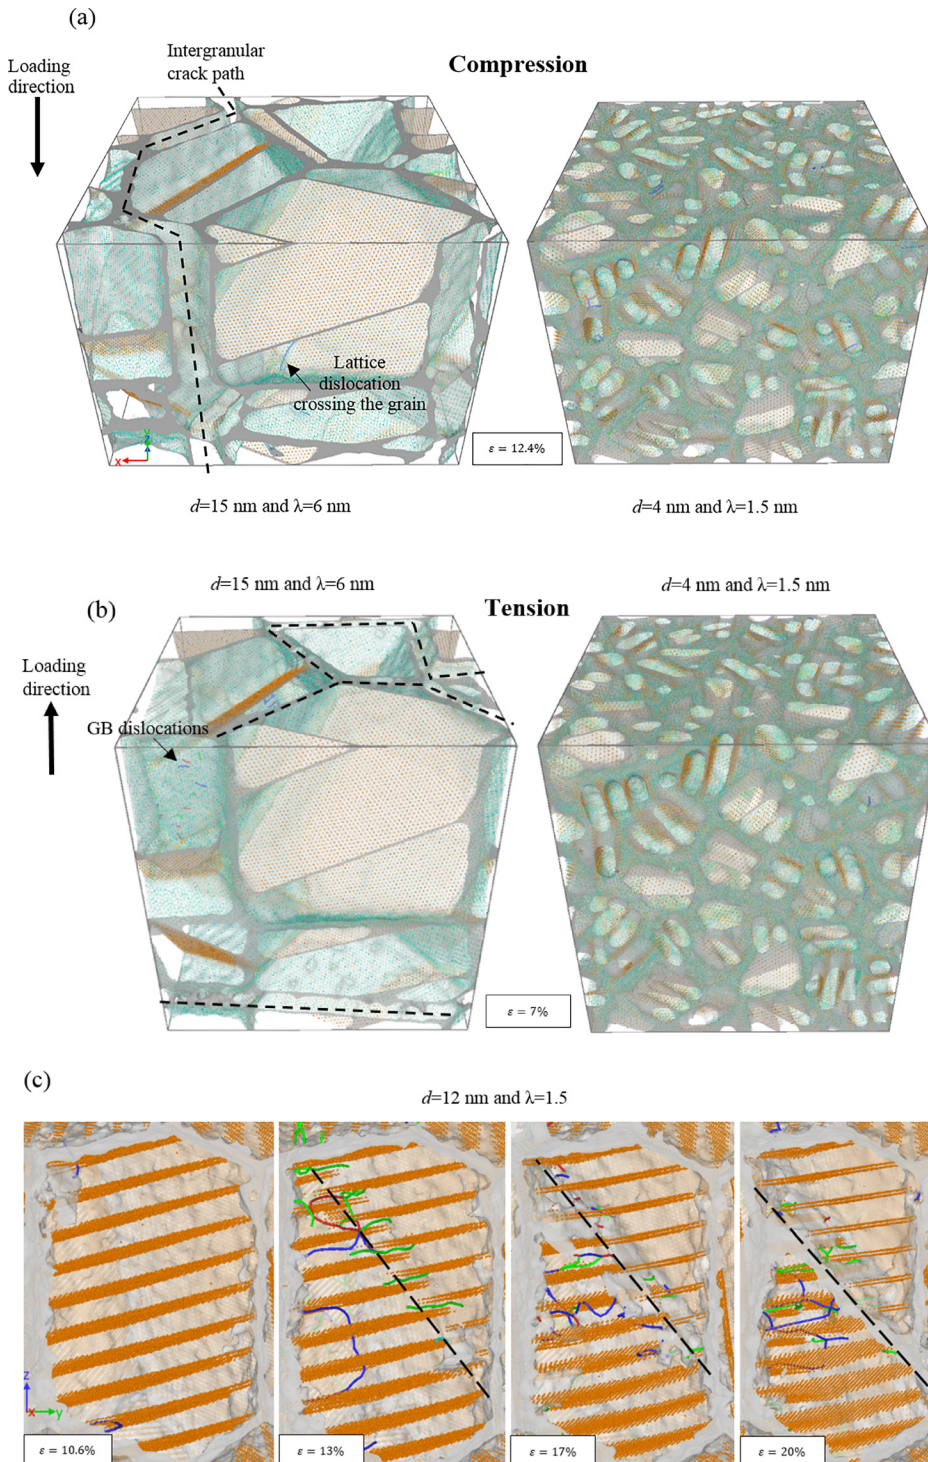 (a)
Intergranular
crack path
Compression
Loading
direction
Lattice
dislocation
crossing the grain
x
y
z
ε = 12.4%
d=15 nm and λ=6 nm
d=4 nm and λ=1.5 nm
d=15 nm and λ=6 nm
d=4 nm and λ=1.5 nm
(b)
Tension
Loading
direction
GB dislocations
ε = 7%
(c)
d=12 nm and λ=1.5
z
x
y
ε = 10.6%
ε = 13%
ε = 17%
ε = 20%